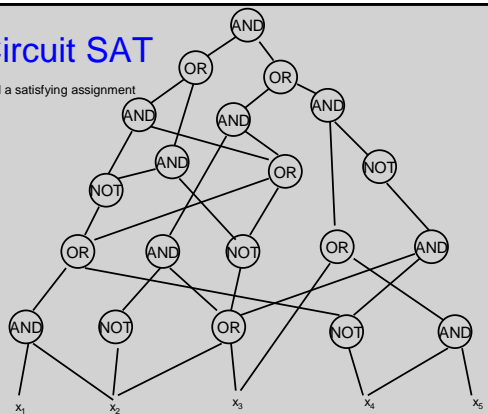 AND
Circuit SAT
OR
OR
d a satisfying assignment
AND
AND
AND
AND
OR
NOT
NOT
OR
AND
NOT
OR
AND
AND
NOT
OR
NOT
AND
x₁
x₂
x₃
x₄
x₅